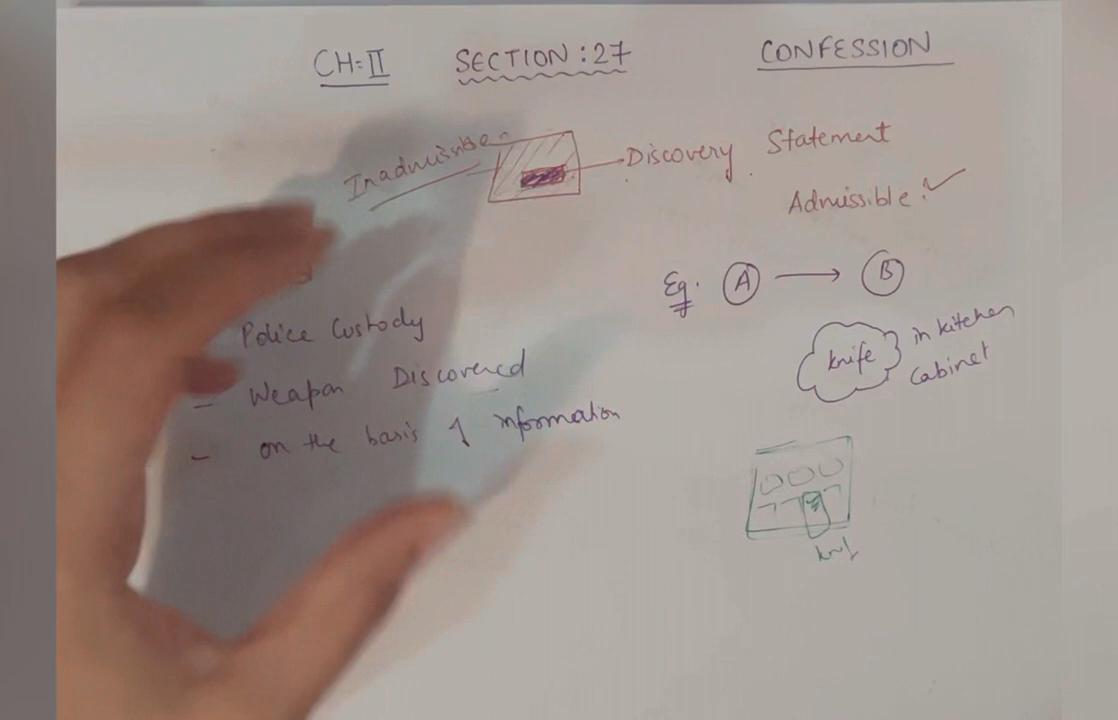 CH:II SECTION:27 CONFESSION
Inadmissible
Discovery Statement
Admissible ✓
Eg. A → B
Police Custody
- Weapon Discovered
- on the basis of information
knife in kitchen
Cabinet